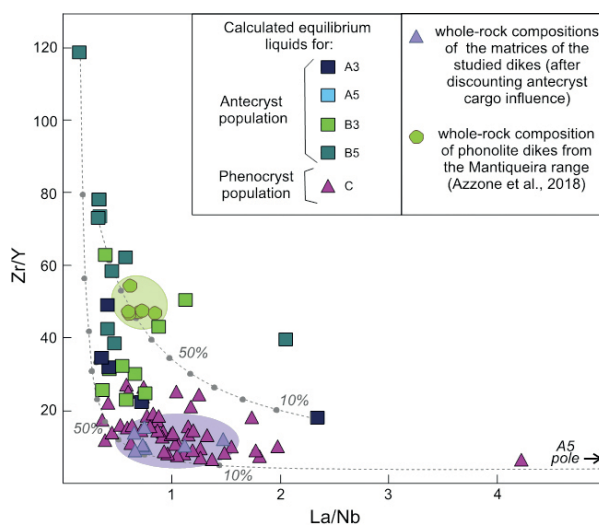 Calculated equilibrium
liquids for:
Antecryst
population
A3
A5
B3
B5
Phenocryst
population
C
whole-rock compositions
of the matrices of the
studied dikes (after
discounting antecryst
cargo influence)
whole-rock composition
of phonolite dikes from
the Mantiqueira range
(Azzone et al., 2018)
Zr/Y
120
100
80
60
40
20
50%
10%
50%
10%
A5
pole
1
2
3
4
La/Nb